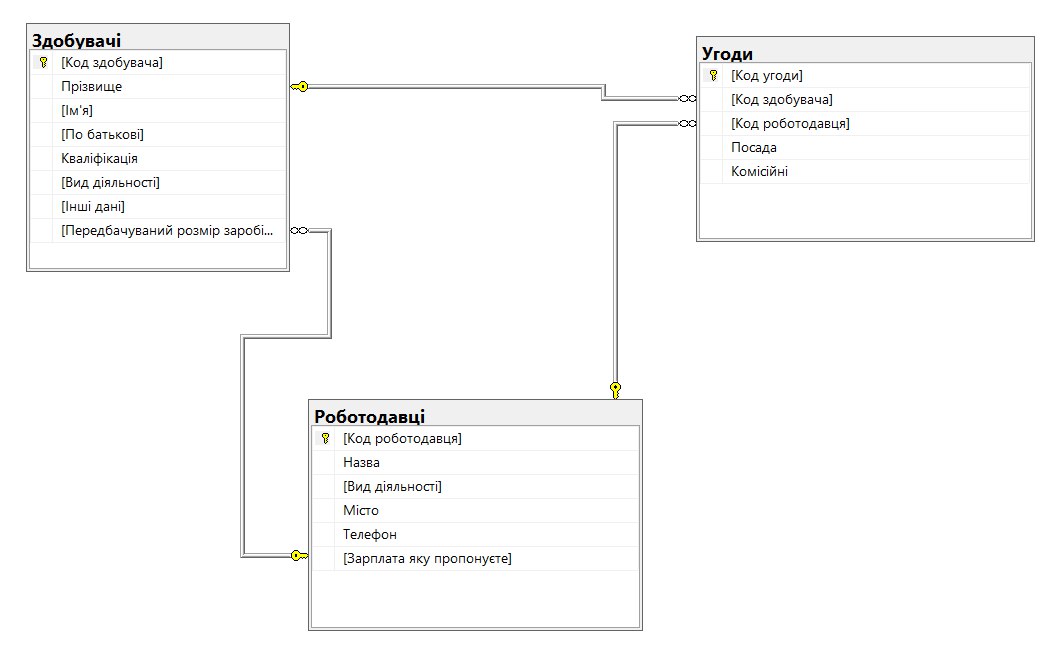 Здобувачі
[Код здобувача]
Прізвище
[Ім'я]
[По батькові]
Кваліфікація
[Вид діяльності]
[Інші дані]
[Передбачуваний розмір заробі...
Угоди
[Код угоди]
[Код здобувача]
[Код роботодавця]
Посада
Комісійні
Роботодавці
[Код роботодавця]
Назва
[Вид діяльності]
Місто
Телефон
[Зарплата яку пропонуєте]